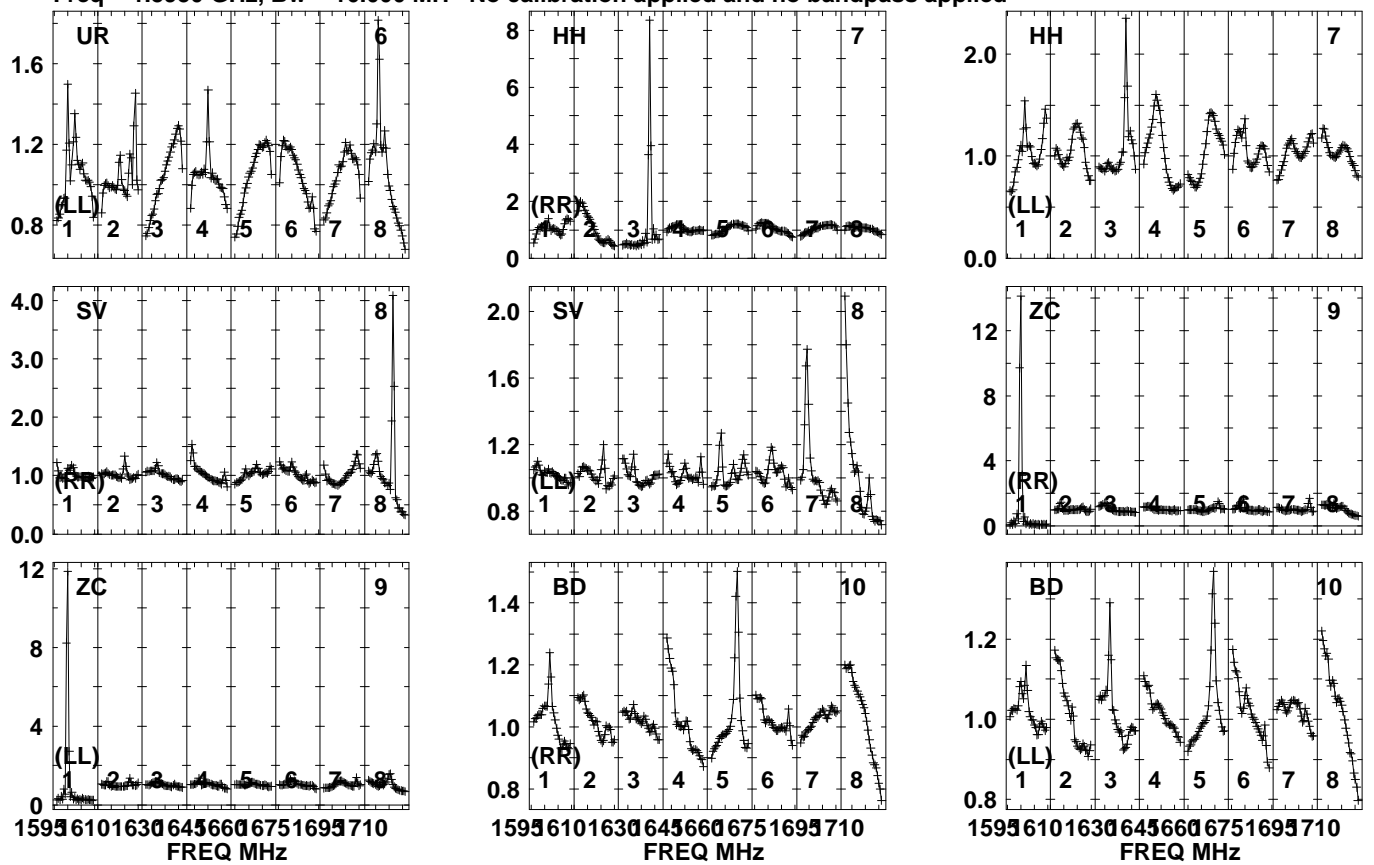 No calibration applied and no bandpass applied
UR 6 HH 7 HH 7
1.6 8 2.0
6
1.2 4 1.0
(LL) (RR) (LL)
0.8 2
1 2 3 4 5 6 7 8 1 2 3 4 5 6 7 8 1 2 3 4 5 6 7 8
0 0.0
SV 8 SV 8 ZC 9
4.0 2.0 12
3.0 1.6 8
2.0
1.2 4
1.0
(RR) (LL) (RR)
1 2 3 4 5 6 7 8 1 2 3 4 5 6 7 8 1 2 3 4 5 6 7 8
0.0 0.8 0
ZC 9 BD 10 BD 10
12 1.4
8 1.2 1.2
4 1.0 1.0
(LL) (RR) (LL)
1 2 3 4 5 6 7 8 1 2 3 4 5 6 7 8 1 2 3 4 5 6 7 8
0 0.8 0.8
1595 1610 1630 1645 1660 1675 1695 1710 1595 1610 1630 1645 1660 1675 1695 1710 1595 1610 1630 1645 1660 1675 1695 1710
FREQ MHz FREQ MHz FREQ MHz